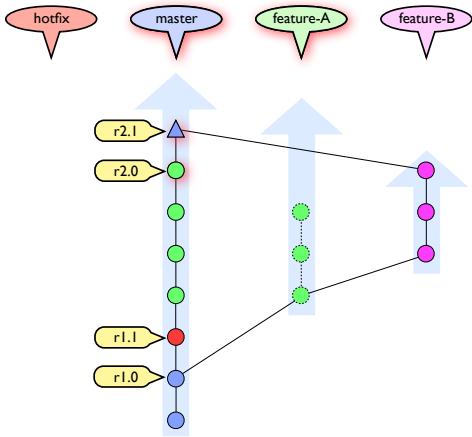 hotfix
master
feature-A
feature-B
r2.1
r2.0
r1.1
r1.0